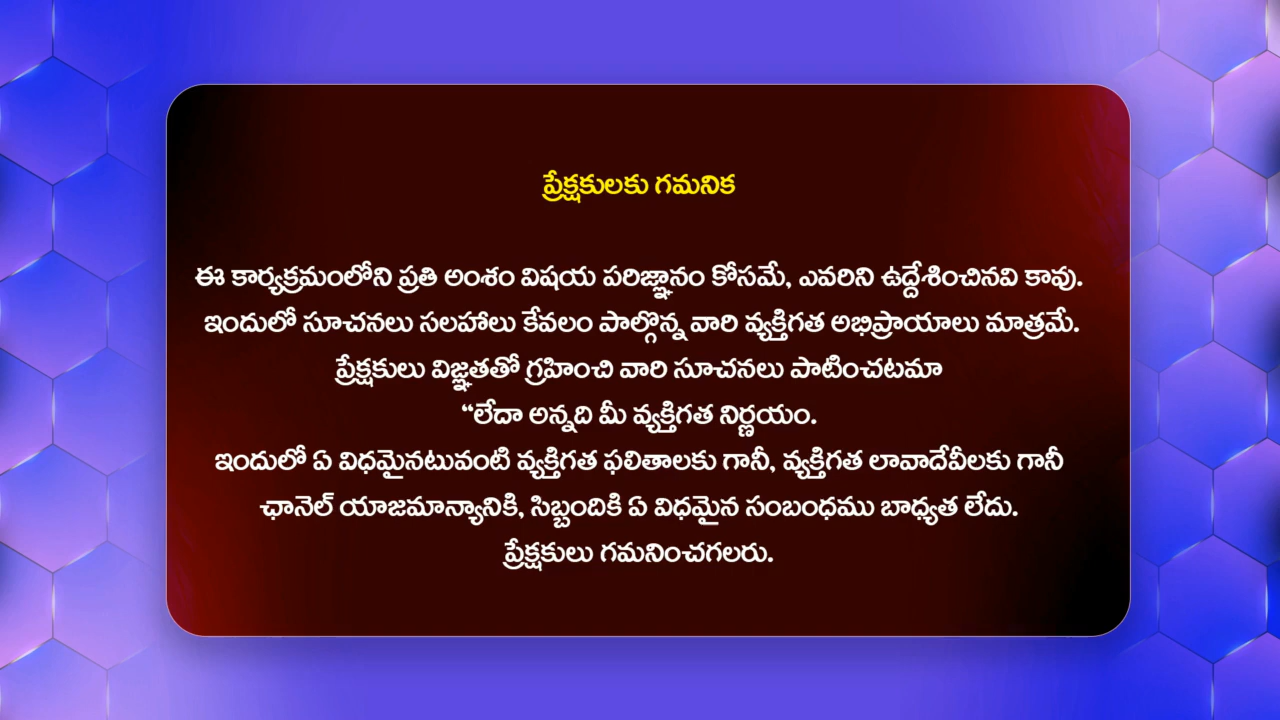 ప్రేక్షకులకు గమనిక
ఈ కార్యక్రమంలోని ప్రతి అంశం విషయ పరిజ్ఞానం కోసమే, ఎవరిని ఉద్దేశించినవి కావు.
ఇందులో సూచనలు సలహాలు కేవలం పాల్గొన్న వారి వ్యక్తిగత అభిప్రాయాలు మాత్రమే.
ప్రేక్షకులు విజ్ఞతతో గ్రహించి వారి సూచనలు పాటించటమా
“లేదా అన్నది మీ వ్యక్తిగత నిర్ణయం.
ఇందులో ఏ విధమైనటువంటి వ్యక్తిగత ఫలితాలకు గానీ, వ్యక్తిగత లావాదేవీలకు గానీ
ఛానెల్ యాజమాన్యానికి, సిబ్బందికి ఏ విధమైన సంబంధము బాధ్యత లేదు.
ప్రేక్షకులు గమనించగలరు.